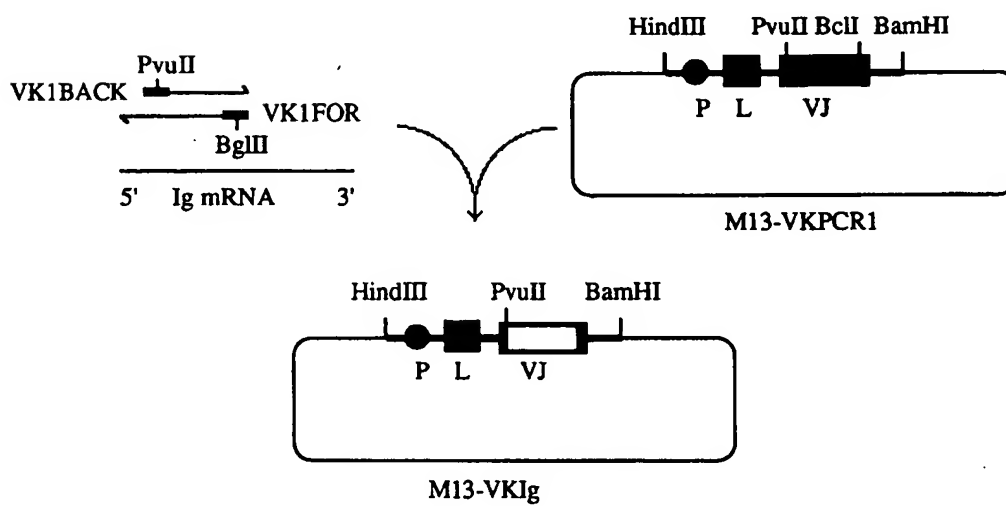 PvuII
VK1BACK
VK1FOR
BglII
5' Ig mRNA 3'
HindIII PvuII BclI BamHI
P L VJ
M13-VKPCR1
HindIII PvuII BamHI
P L VJ
M13-VKIg